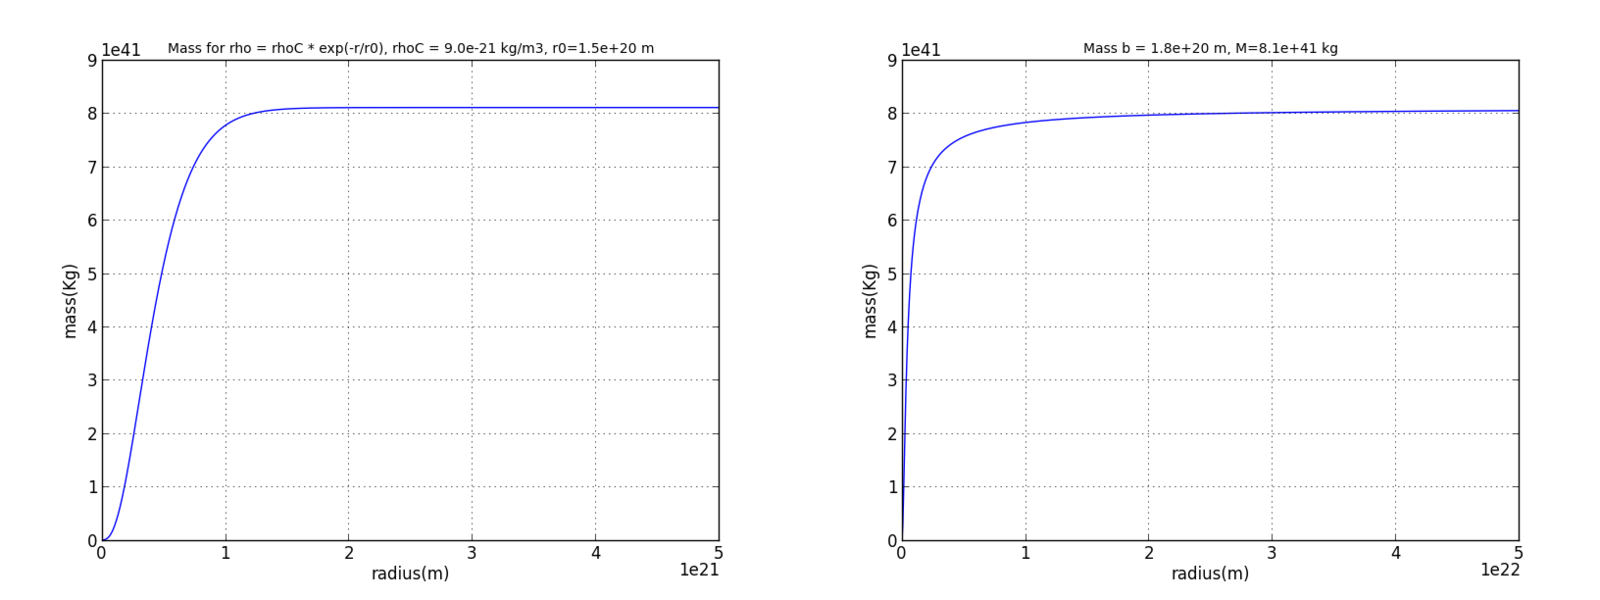 1e41
Mass for rho = rhoC * exp(-r/r0), rhoC = 9.0e-21 kg/m3, r0=1.5e+20 m
9
8
7
6
5
4
3
2
1
0
mass(Kg)
0 1 2 3 4 5
1e21
radius(m)
1e41
Mass b = 1.8e+20 m, M=8.1e+41 kg
9
8
7
6
5
4
3
2
1
0
mass(Kg)
0 1 2 3 4 5
1e22
radius(m)